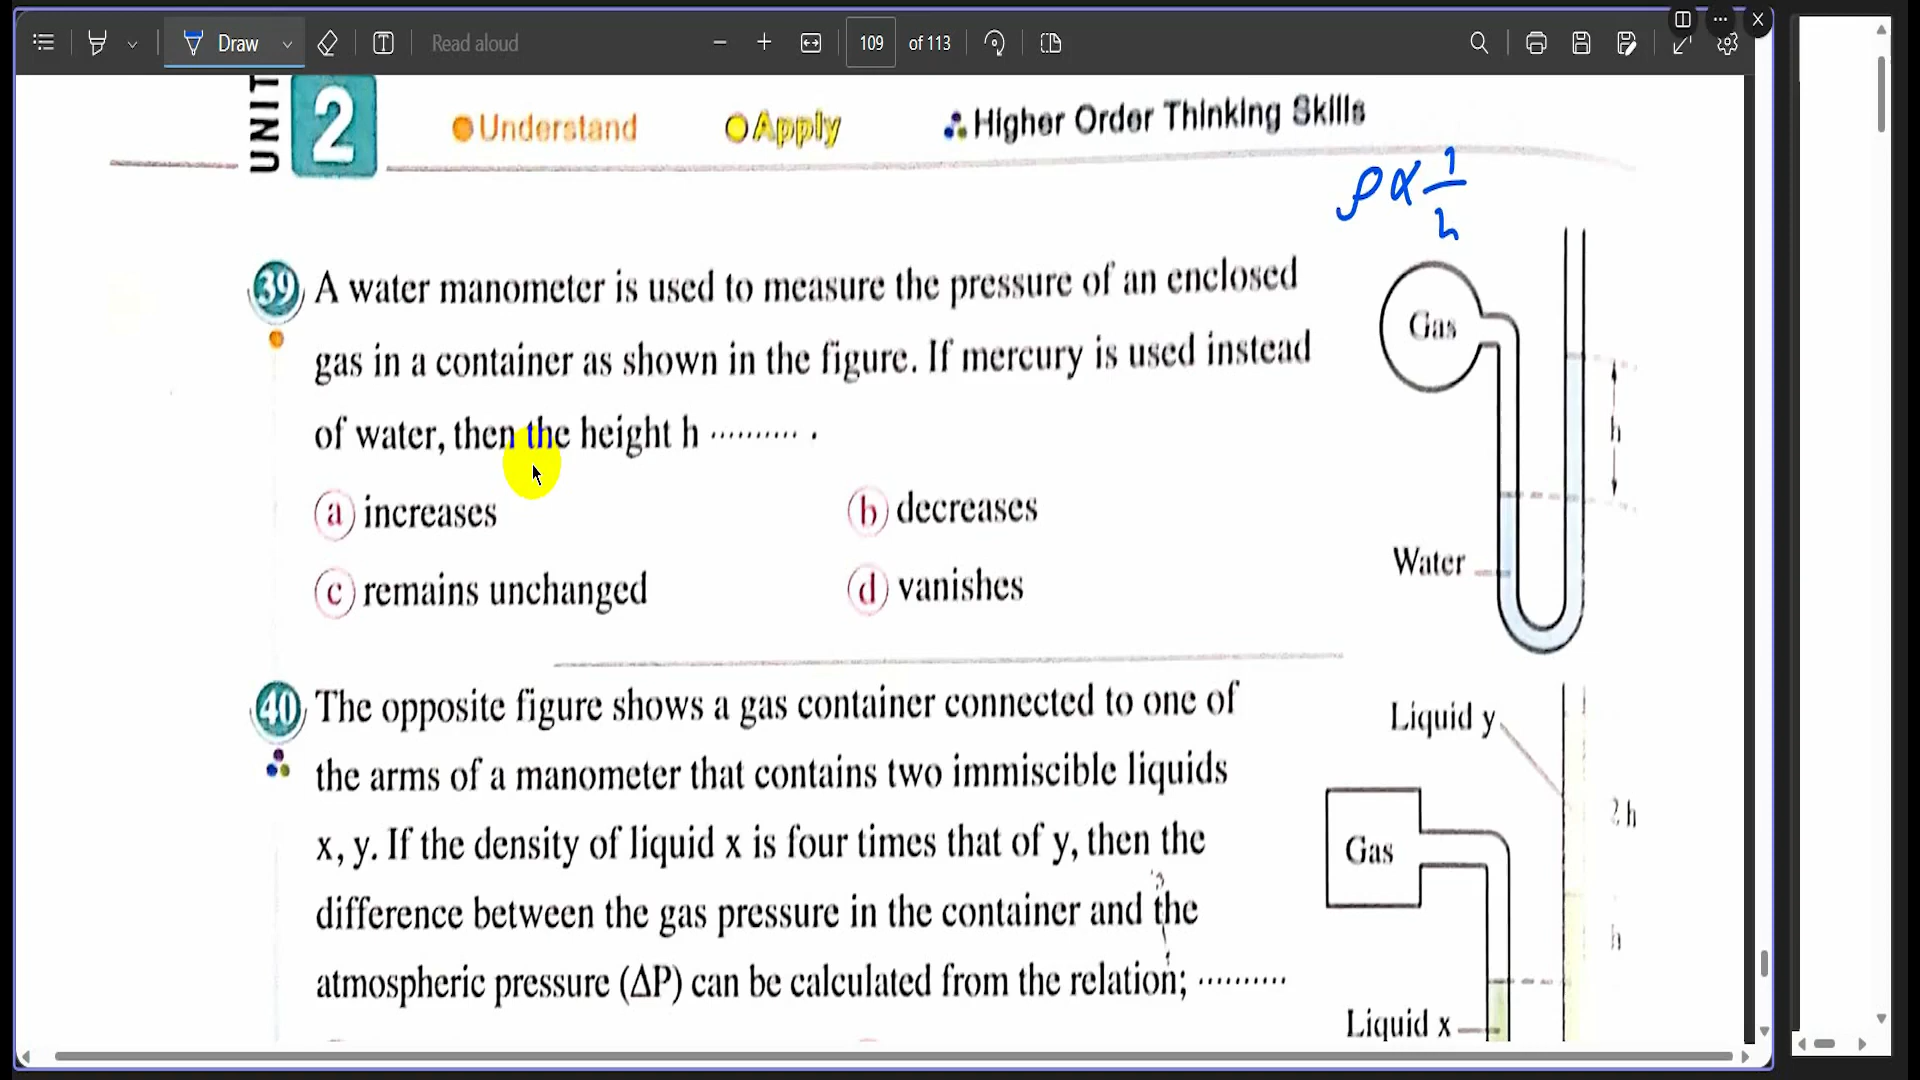 Draw
Read aloud
109 of 113
UNIT 2
Understand
Apply
Higher Order Thinking Skills
ρ ∝ 1/h
39 A water manometer is used to measure the pressure of an enclosed
gas in a container as shown in the figure. If mercury is used instead
of water, then the height h .......... .
a increases
b decreases
c remains unchanged
d vanishes
Gas
h
Water
40 The opposite figure shows a gas container connected to one of
the arms of a manometer that contains two immiscible liquids
x, y. If the density of liquid x is four times that of y, then the
difference between the gas pressure in the container and the
atmospheric pressure (ΔP) can be calculated from the relation; ..........
Liquid y
2 h
Gas
h
Liquid x